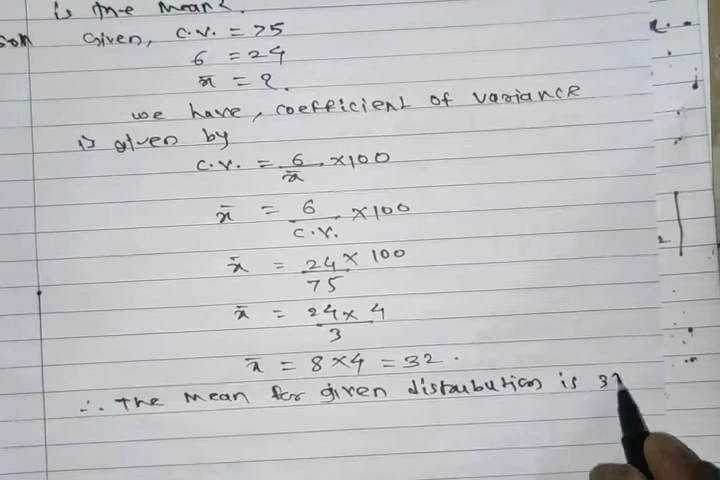 is the mean?
Soln Given, C.V. = 75
σ = 24
x̄ = ?
we have, coefficient of variance
is given by
C.V. = σ/x̄ × 100
x̄ = σ/C.V. × 100
x̄ = 24 × 100/75
x̄ = 24 × 4/3
x̄ = 8 × 4 = 32.
∴ The mean for given distrubution is 32